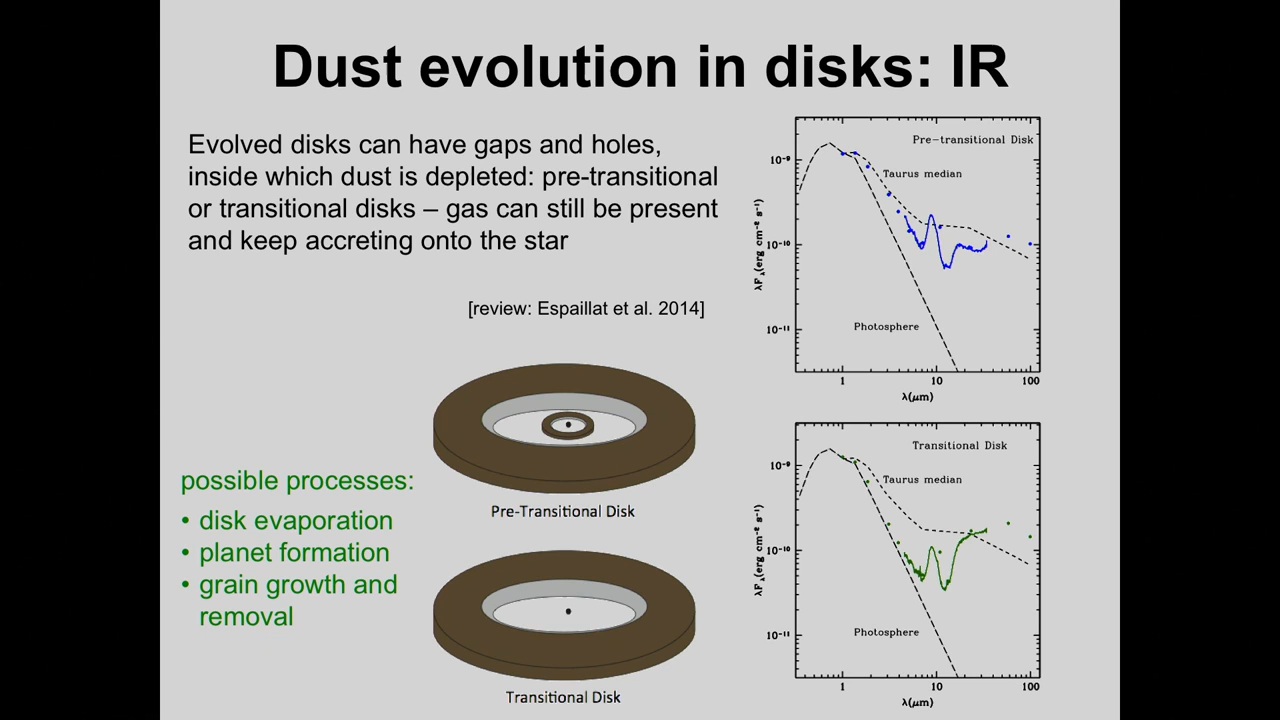 Dust evolution in disks: IR
Evolved disks can have gaps and holes,
inside which dust is depleted: pre-transitional
or transitional disks – gas can still be present
and keep accreting onto the star
[review: Espaillat et al. 2014]
possible processes:
• disk evaporation
• planet formation
• grain growth and
removal
Pre-Transitional Disk
Transitional Disk
Pre-transitional Disk
Taurus median
Photosphere
10⁻⁹
10⁻¹⁰
10⁻¹¹
λF_λ(erg cm⁻² s⁻¹)
1 10 100
λ(μm)
Transitional Disk
Taurus median
Photosphere
10⁻⁹
10⁻¹⁰
10⁻¹¹
λF_λ(erg cm⁻² s⁻¹)
1 10 100
λ(μm)